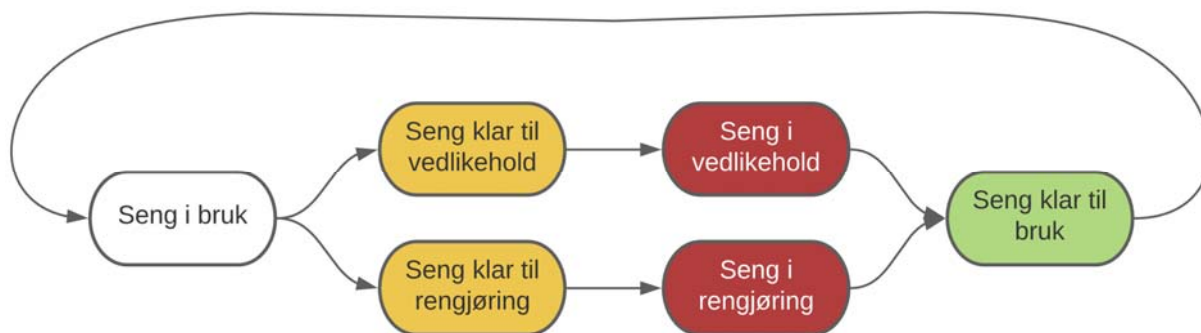 Seng i bruk
Seng klar til
vedlikehold
Seng i
vedlikehold
Seng klar til
rengjøring
Seng i
rengjøring
Seng klar til
bruk